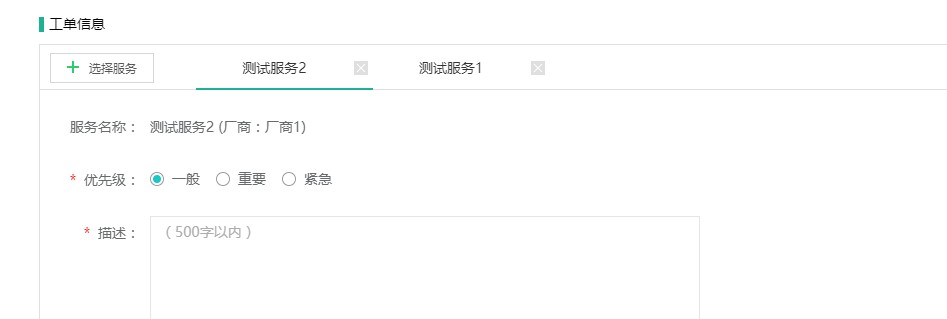 工单信息
选择服务 测试服务2 测试服务1
服务名称： 测试服务2 (厂商：厂商1)
* 优先级： 一般 重要 紧急
* 描述： （500字以内）